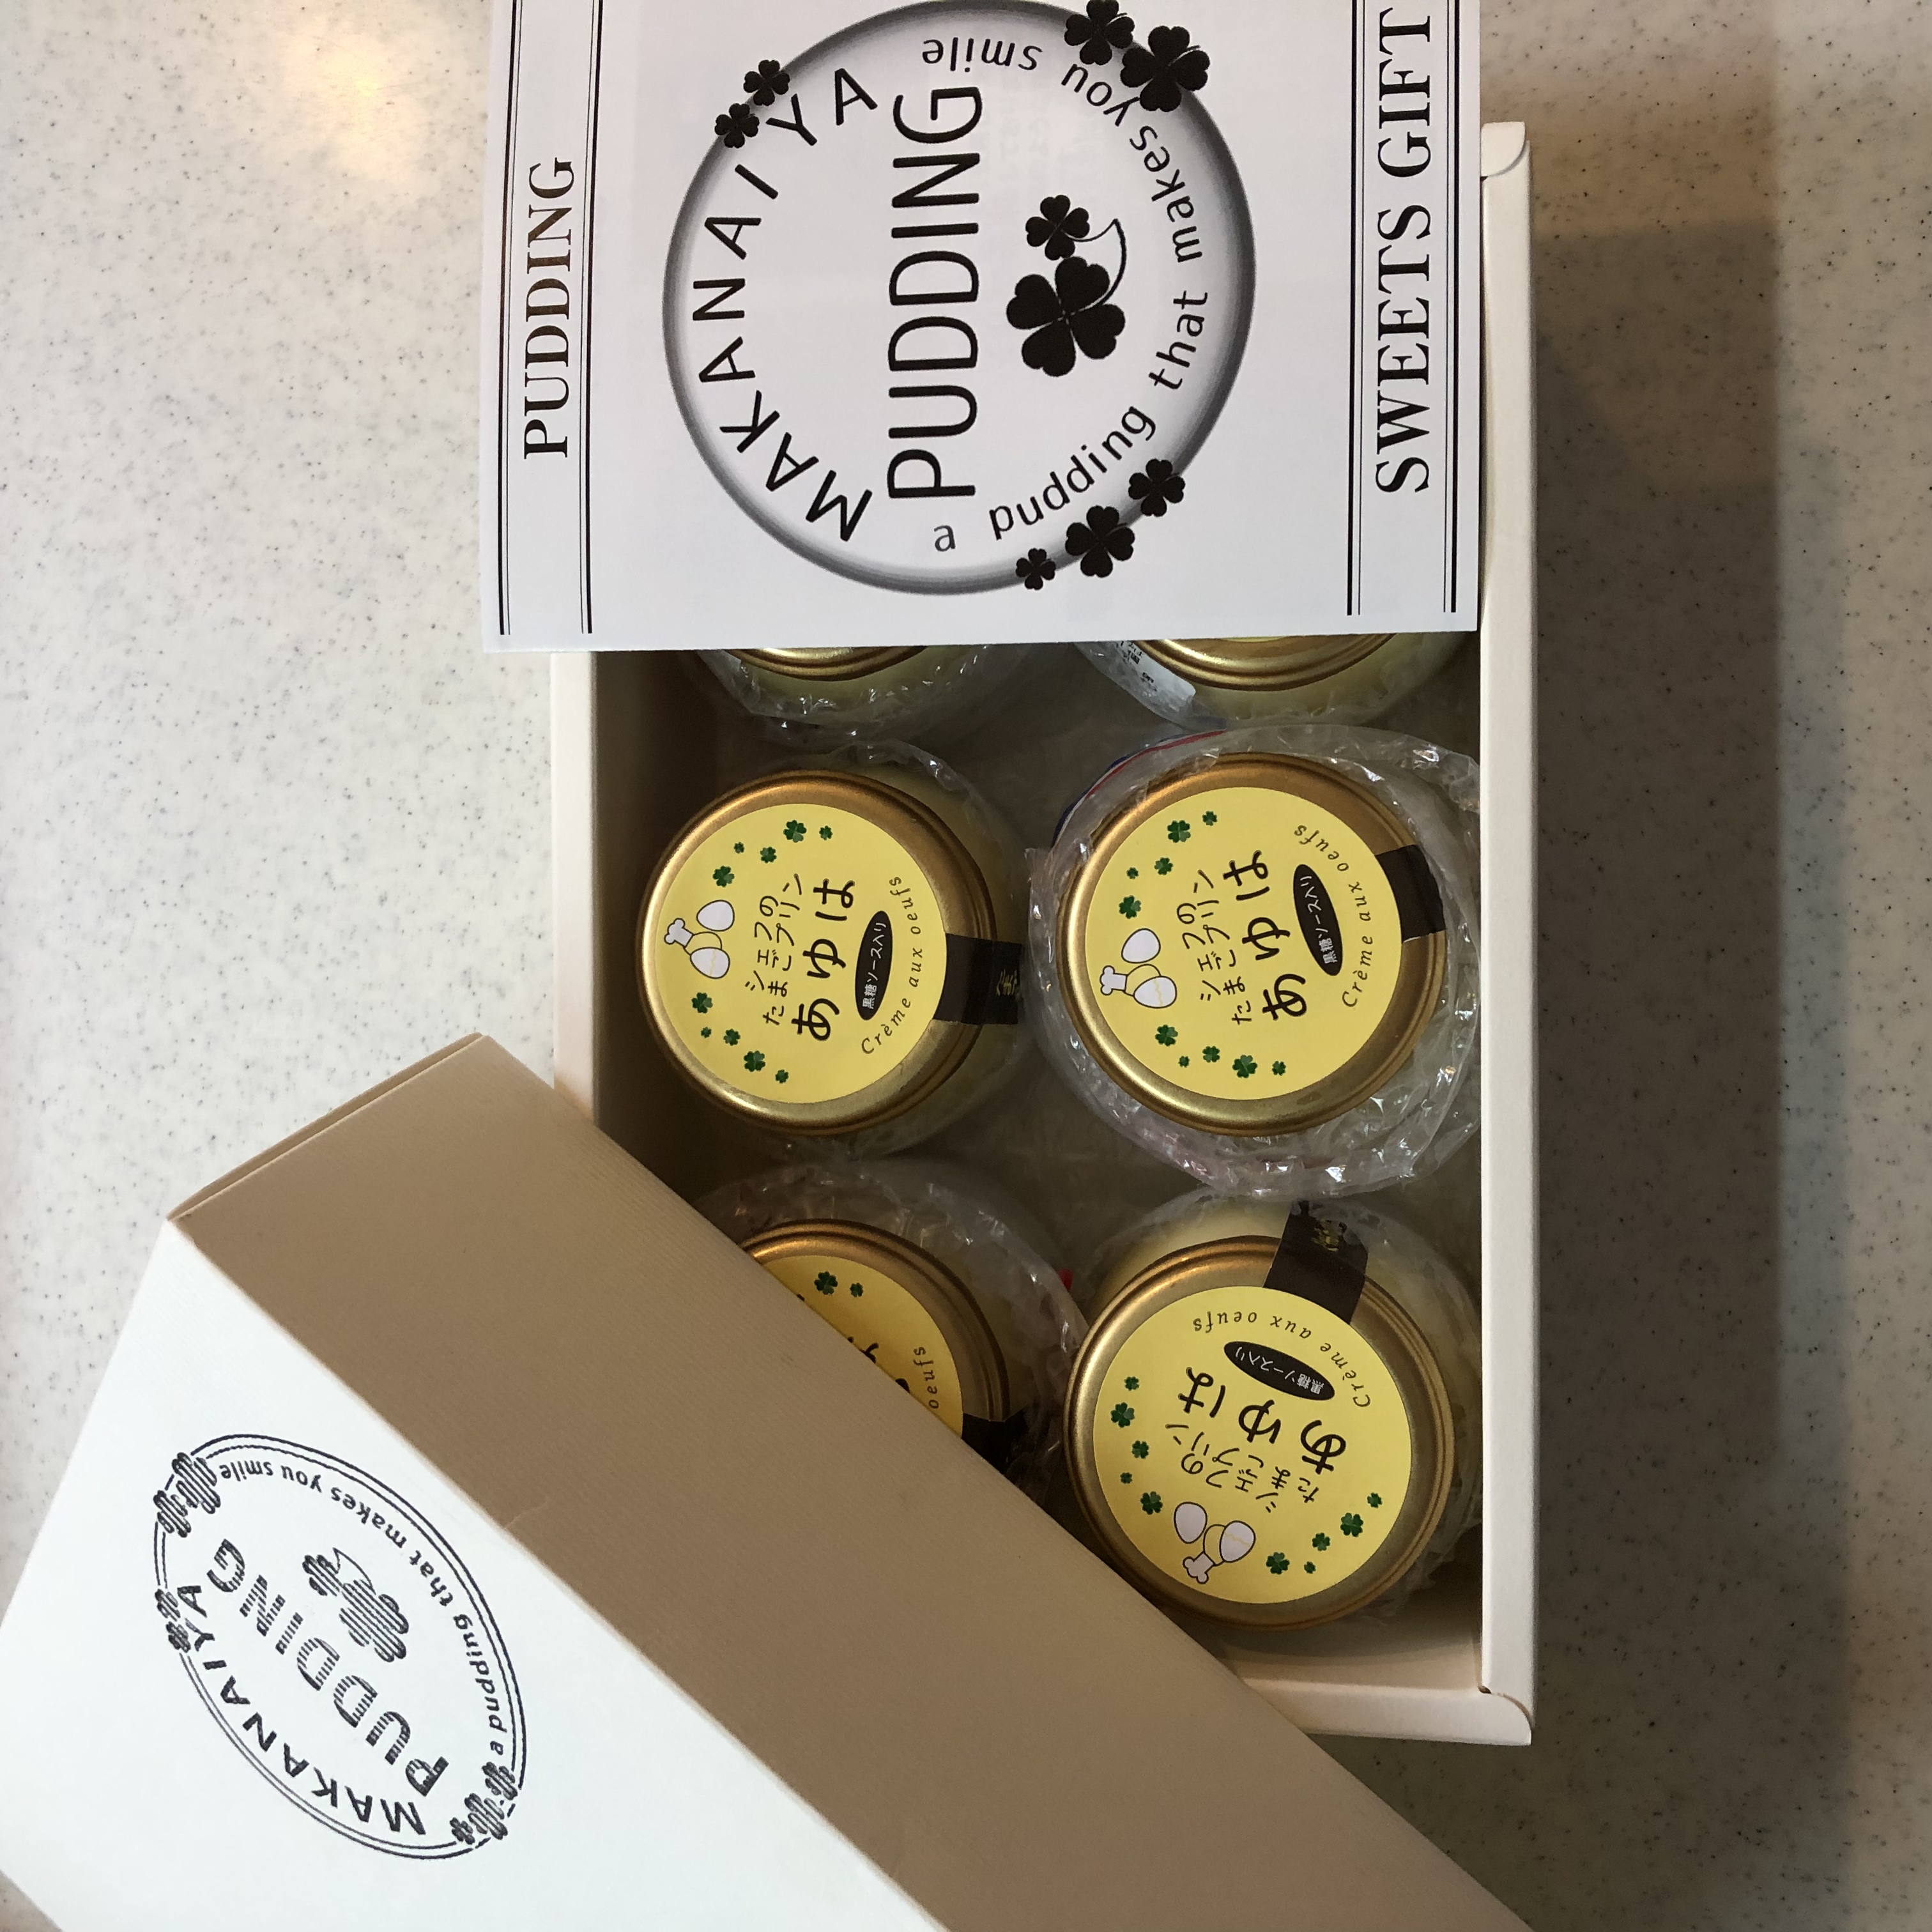 PUDDING
MAKANAIYA
PUDDING
a pudding that makes you smile
SWEETS GIFT
シェフの
たまごプリン
あゆは
黒糖ソース入り
Crème aux oeufs
シェフの
たまごプリン
あゆは
黒糖ソース入り
Crème aux oeufs
oeufs
シェフの
たまごプリン
あゆは
黒糖ソース入り
Crème aux oeufs
MAKANAIYA
PUDDING
a pudding that makes you smile